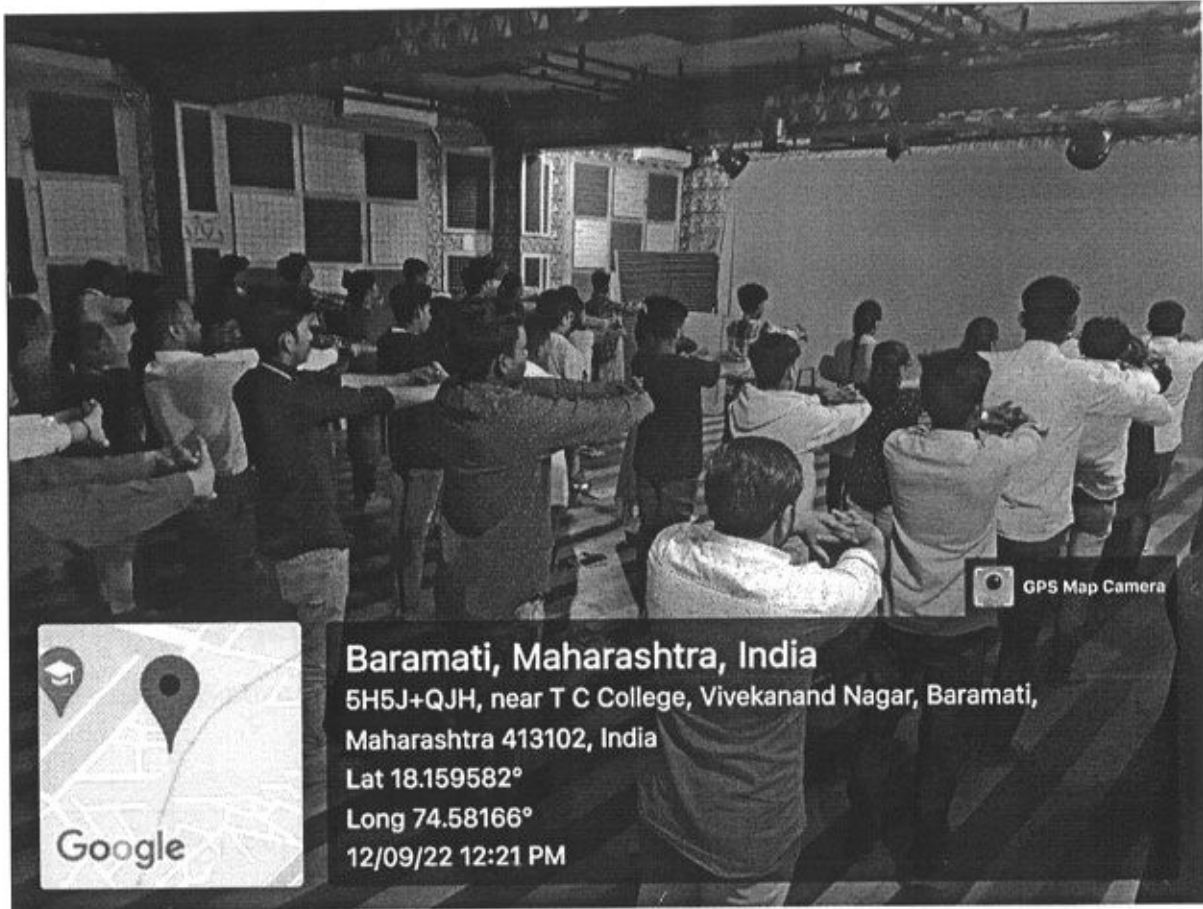 GPS Map Camera
Baramati, Maharashtra, India
5H5J+QJH, near T C College, Vivekanand Nagar, Baramati,
Maharashtra 413102, India
Lat 18.159582°
Long 74.58166°
12/09/22 12:21 PM
Google